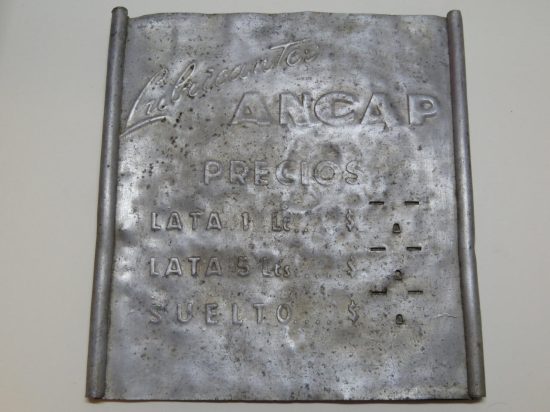 Lubricantes
ANCAP
PRECIOS
LATA 1 Lt. $
LATA 5 Lts. $
SUELTO $